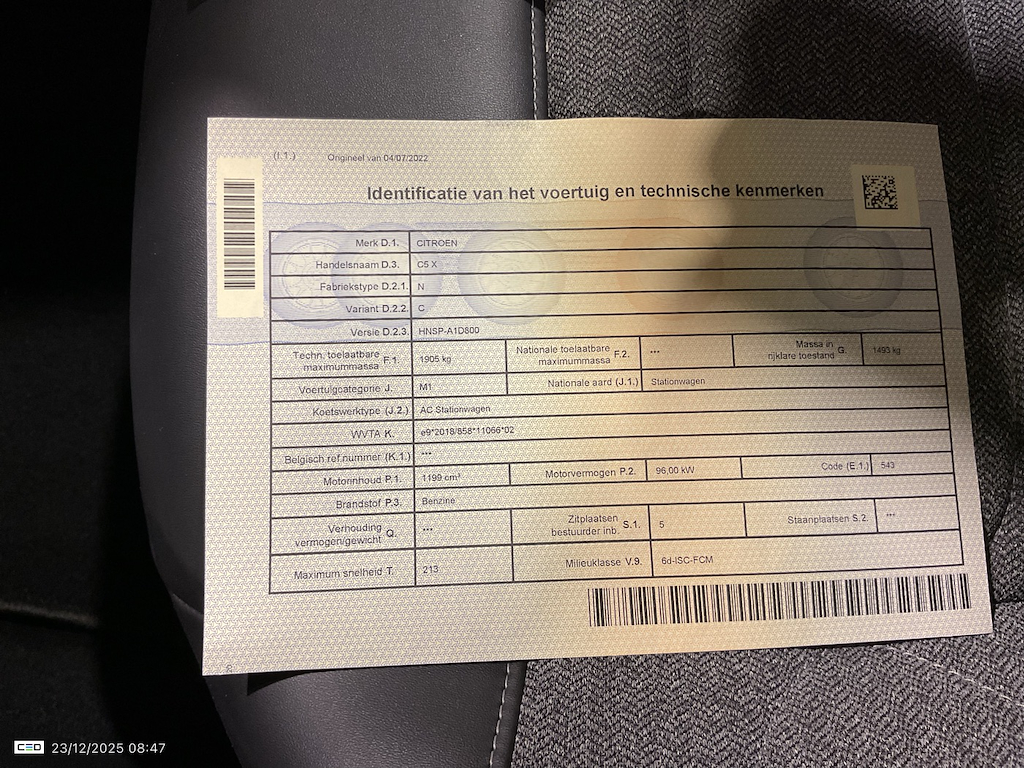 (I.1.) Origineel van 04/07/2022
Identificatie van het voertuig en technische kenmerken
Merk D.1. CITROEN
Handelsnaam D.3. C5 X
Fabriekstype D.2.1. N
Variant D.2.2. C
Versie D.2.3. HNSP-A1D800
Techn. toelaatbare maximummassa F.1. 1905 kg Nationale toelaatbare maximummassa F.2. *** Massa in rijklare toestand G. 1493 kg
Voertuigcategorie J. M1 Nationale aard (J.1.) Stationwagen
Koetswerktype (J.2.) AC Stationwagen
WVTA K. e9*2018/858*11066*02
Belgisch ref.nummer (K.1.) ***
Motorinhoud P.1. 1199 cm³ Motorvermogen P.2. 96,00 kW Code (E.1.) 543
Brandstof P.3. Benzine
Verhouding vermogen/gewicht Q. *** Zitplaatsen bestuurder inb. S.1. 5 Staanplaatsen S.2. ***
Maximum snelheid T. 213 Milieuklasse V.9. 6d-ISC-FCM
8
CEO 23/12/2025 08:47